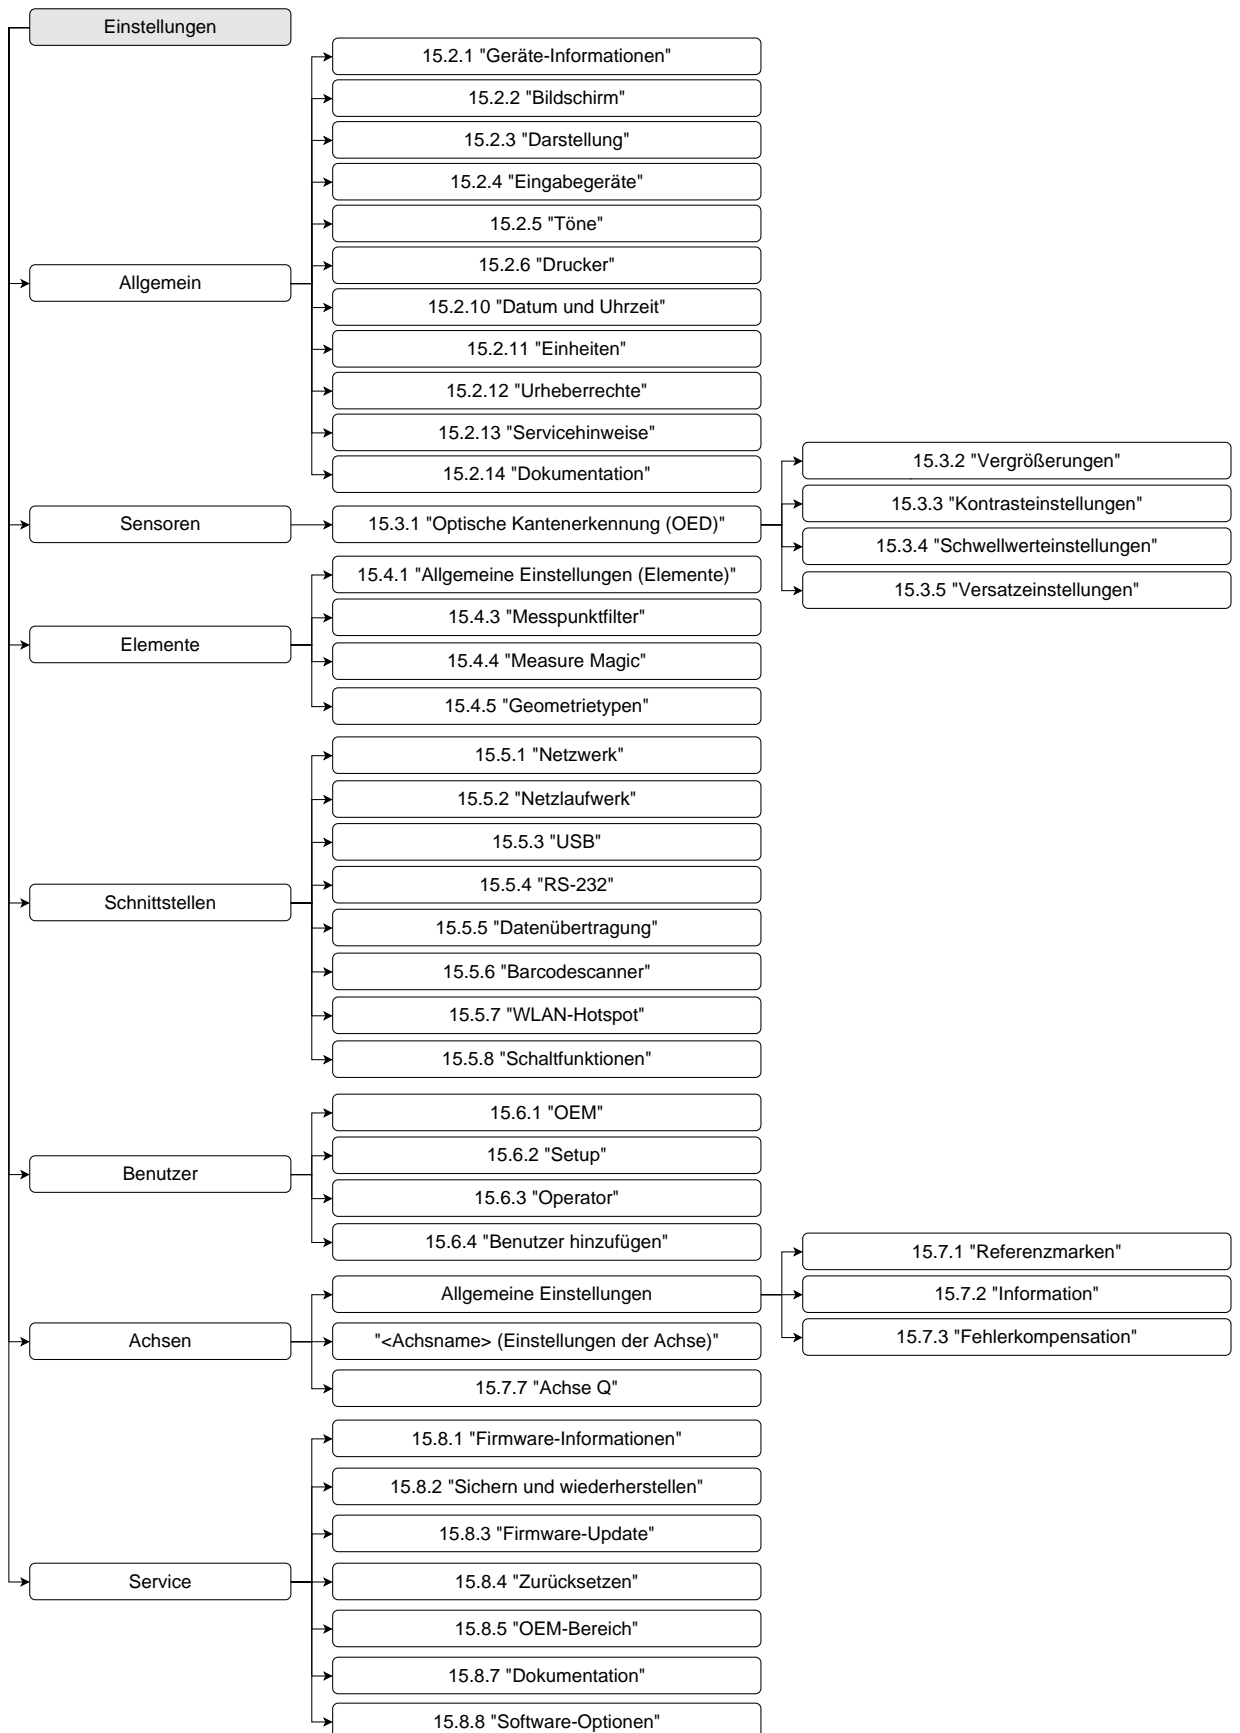 Einstellungen
15.2.1 "Geräte-Informationen"
15.2.2 "Bildschirm"
15.2.3 "Darstellung"
15.2.4 "Eingabegeräte"
15.2.5 "Töne"
15.2.6 "Drucker"
Allgemein
15.2.10 "Datum und Uhrzeit"
15.2.11 "Einheiten"
15.2.12 "Urheberrechte"
15.2.13 "Servicehinweise"
15.2.14 "Dokumentation"
Sensoren
15.3.1 "Optische Kantenerkennung (OED)"
15.3.2 "Vergrößerungen"
15.3.3 "Kontrasteinstellungen"
15.3.4 "Schwellwerteinstellungen"
15.3.5 "Versatzeinstellungen"
Elemente
15.4.1 "Allgemeine Einstellungen (Elemente)"
15.4.3 "Messpunktfilter"
15.4.4 "Measure Magic"
15.4.5 "Geometrietypen"
Schnittstellen
15.5.1 "Netzwerk"
15.5.2 "Netzlaufwerk"
15.5.3 "USB"
15.5.4 "RS-232"
15.5.5 "Datenübertragung"
15.5.6 "Barcodescanner"
15.5.7 "WLAN-Hotspot"
15.5.8 "Schaltfunktionen"
Benutzer
15.6.1 "OEM"
15.6.2 "Setup"
15.6.3 "Operator"
15.6.4 "Benutzer hinzufügen"
Achsen
Allgemeine Einstellungen
15.7.1 "Referenzmarken"
15.7.2 "Information"
15.7.3 "Fehlerkompensation"
"<Achsname> (Einstellungen der Achse)"
15.7.7 "Achse Q"
Service
15.8.1 "Firmware-Informationen"
15.8.2 "Sichern und wiederherstellen"
15.8.3 "Firmware-Update"
15.8.4 "Zurücksetzen"
15.8.5 "OEM-Bereich"
15.8.7 "Dokumentation"
15.8.8 "Software-Optionen"